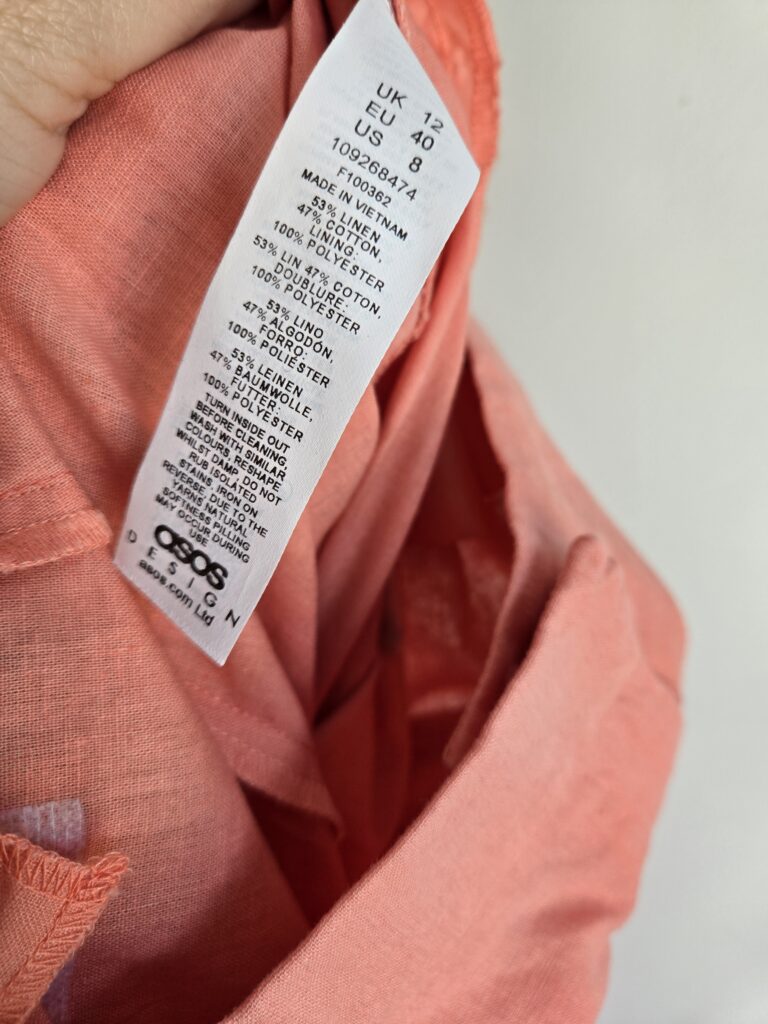 UK 12
EU 40
US 8
109268474
F100362
MADE IN VIETNAM
53% LINEN
47% COTTON,
LINING:
100% POLYESTER
53% LIN 47% COTON,
DOUBLURE:
100% POLYESTER
53% LINO
47% ALGODÓN,
FORRO:
100% POLIÉSTER
53% LEINEN
47% BAUMWOLLE,
FUTTER:
100% POLYESTER
TURN INSIDE OUT
BEFORE CLEANING,
WASH WITH SIMILAR
COLOURS, RESHAPE
WHILST DAMP, DO NOT
RUB ISOLATED
STAINS, IRON ON
REVERSE, DUE TO THE
YARNS NATURAL
SOFTNESS PILLING
MAY OCCUR DURING
USE
asos
DESIGN
asos.com Ltd